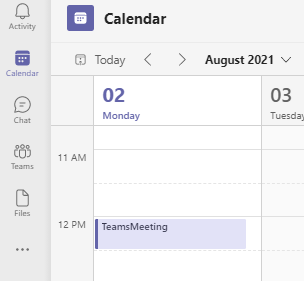 Activity
Calendar
Chat
Teams
Files
Calendar
Today
August 2021
02
Monday
03
Tuesday
11 AM
12 PM
TeamsMeeting